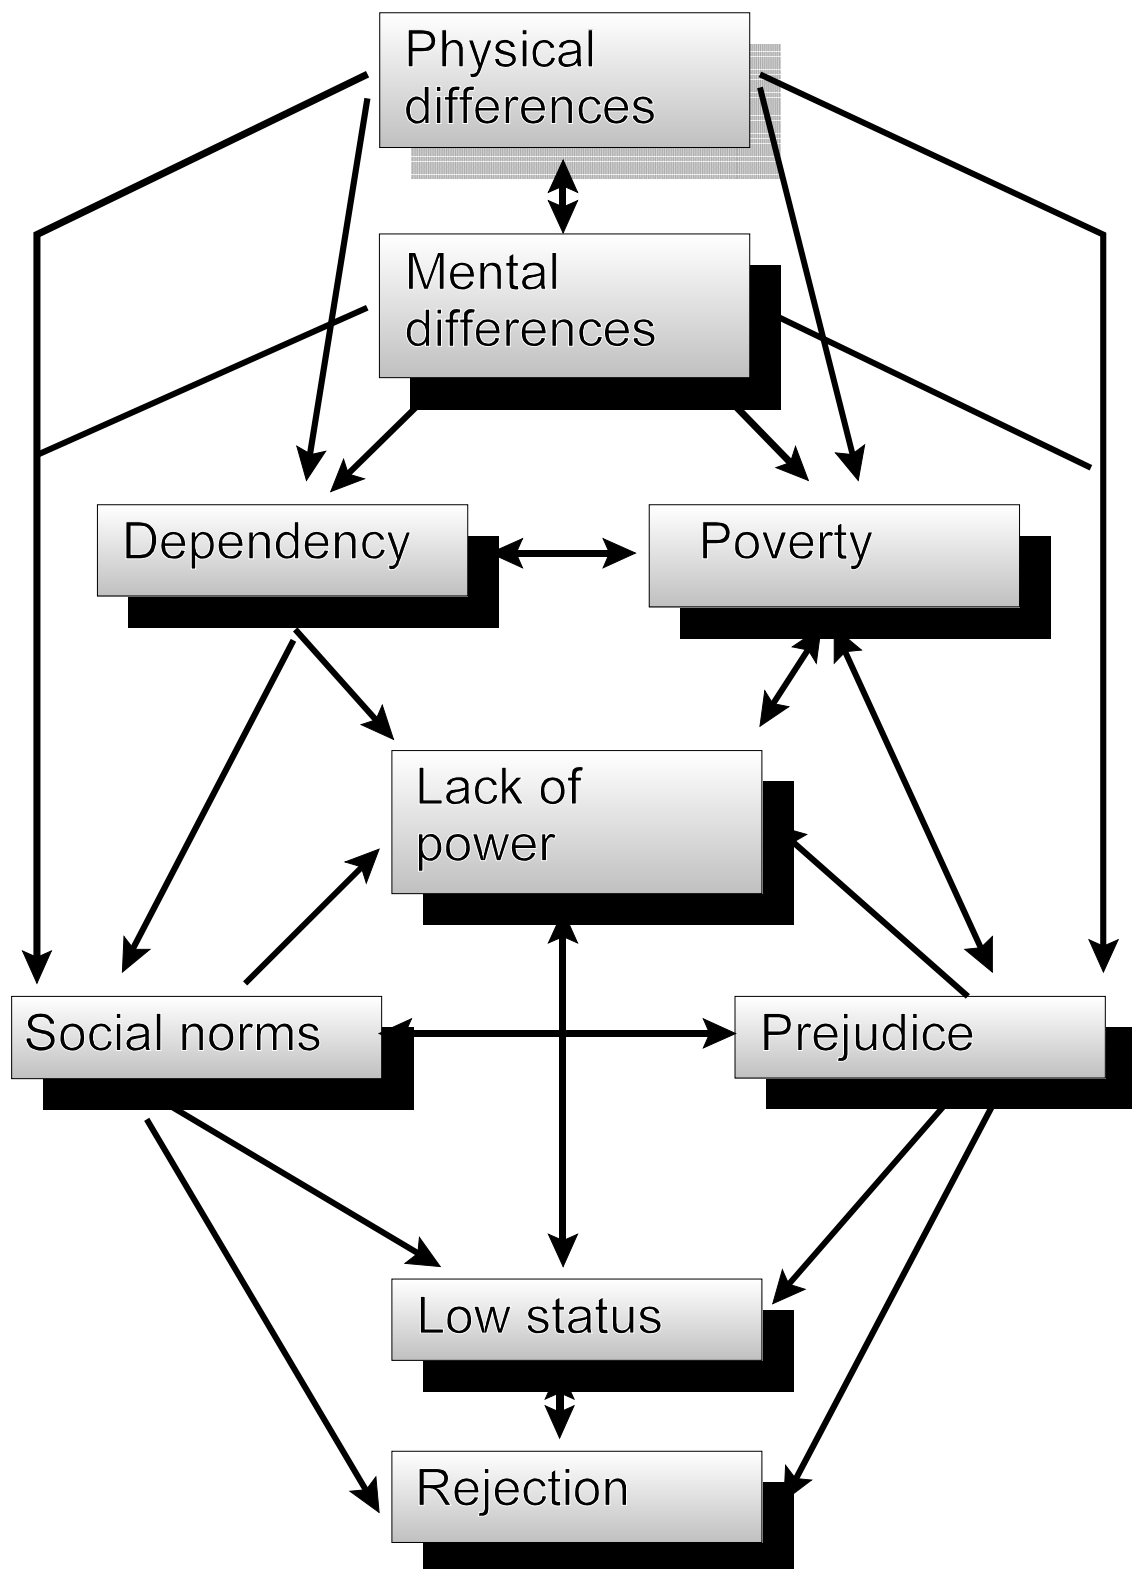 Physical
differences
Mental
differences
Dependency
Poverty
Lack of
power
Social norms
Prejudice
Low status
Rejection